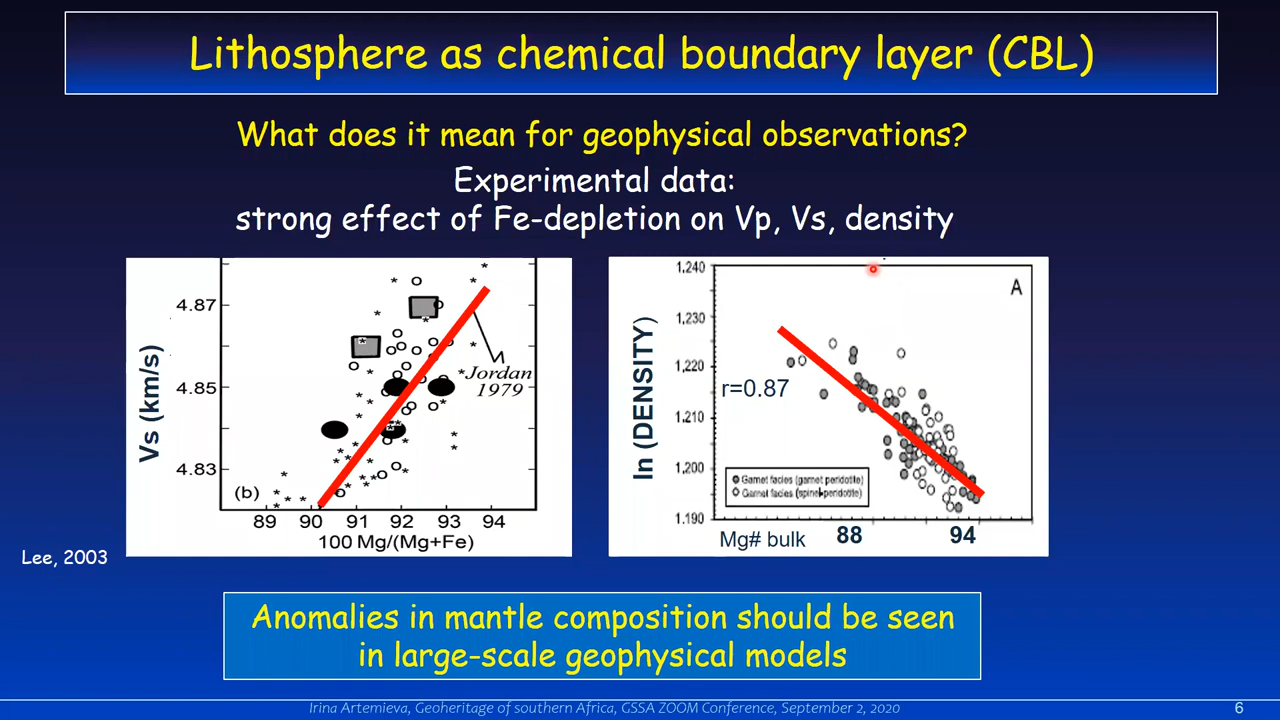 Lithosphere as chemical boundary layer (CBL)
What does it mean for geophysical observations?
Experimental data:
strong effect of Fe-depletion on Vp, Vs, density
Vs (km/s)
4.87
4.85
4.83
(b)
Jordan
1979
89 90 91 92 93 94
100 Mg/(Mg+Fe)
ln (DENSITY)
1.240
1.230
1.220
1.210
1.200
1.190
A
r=0.87
Garnet facies (garnet peridotite)
Garnet facies (spinel peridotite)
Mg# bulk 88 94
Lee, 2003
Anomalies in mantle composition should be seen
in large-scale geophysical models
Irina Artemieva, Geoheritage of southern Africa, GSSA ZOOM Conference, September 2, 2020
6